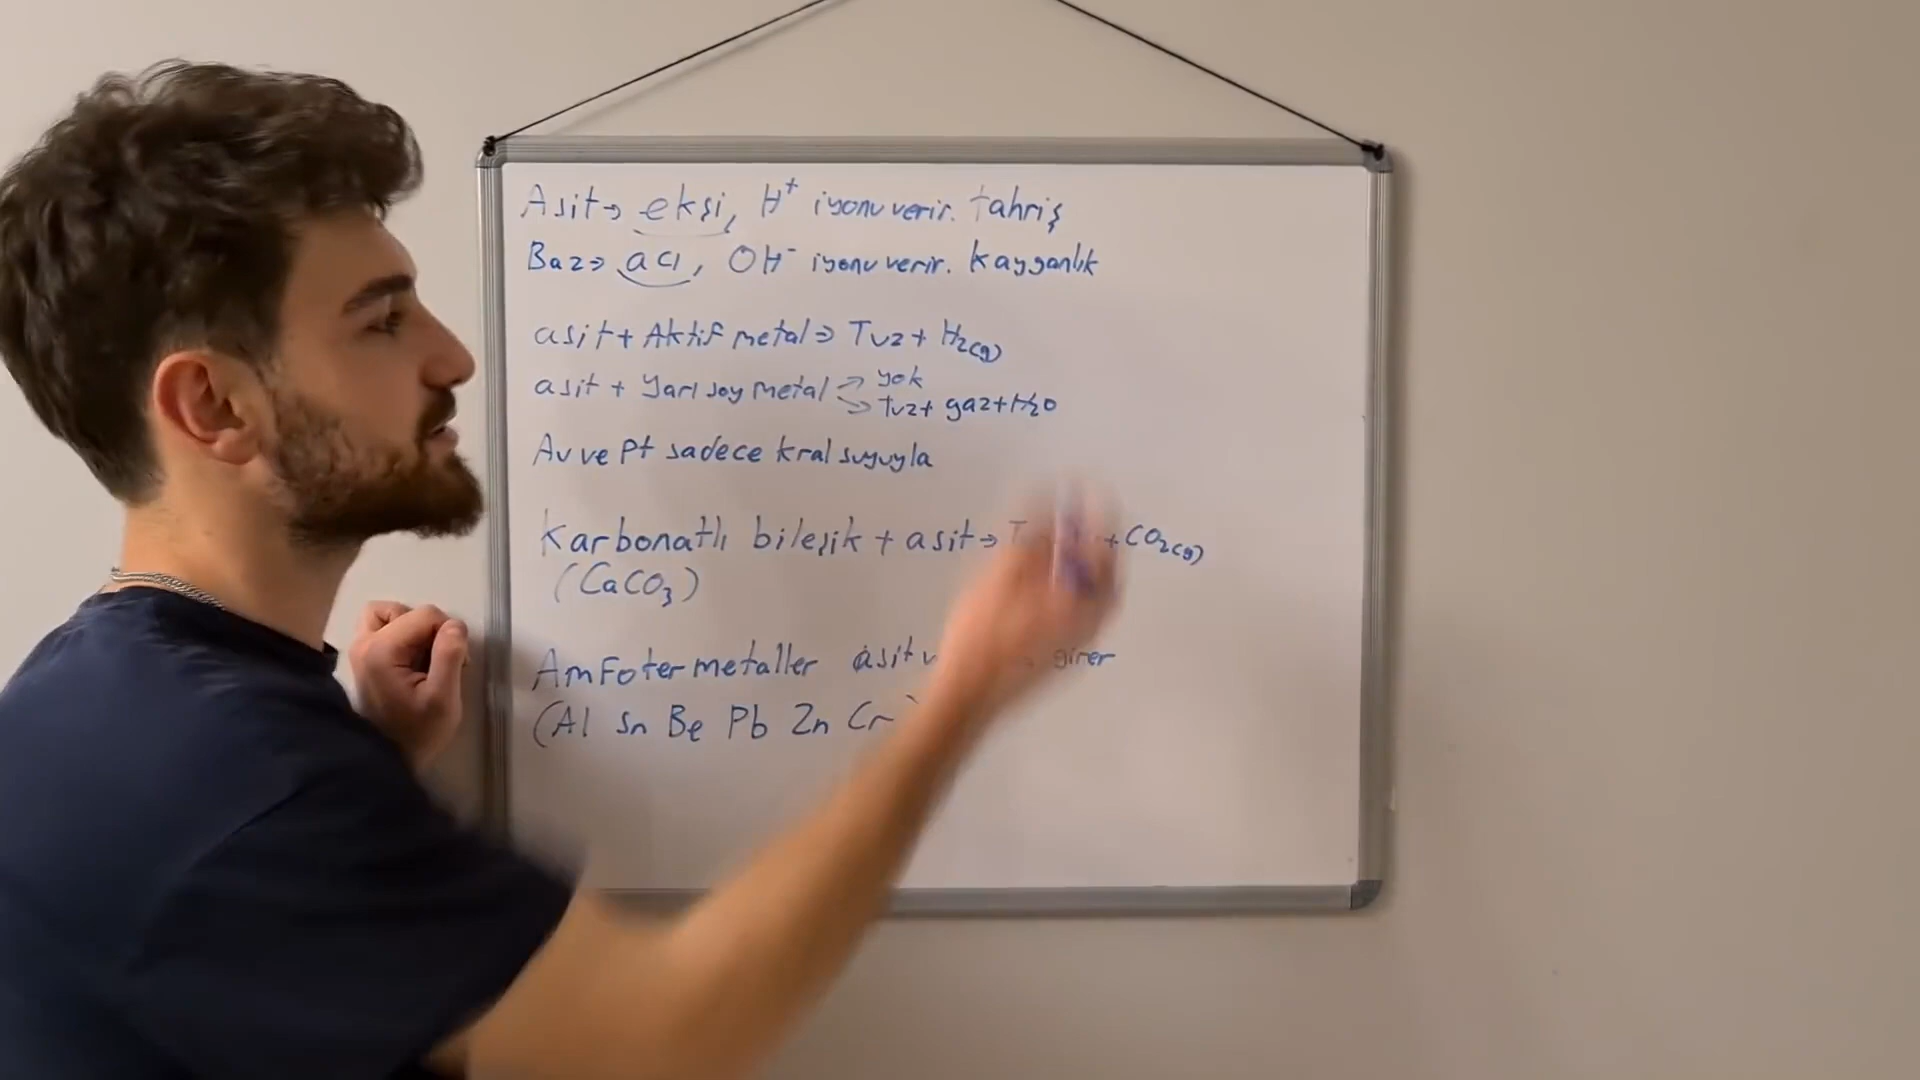 Asit→ ekşi, H⁺ iyonu verir. tahriş
Baz→ acı, OH⁻ iyonu verir. Kayganlık
asit + Aktif metal → Tuz + H₂(g)
asit + Yarı soy metal → yok
→ Tuz + gaz + H₂O
Au ve Pt sadece kral suyuyla
Karbonatlı bileşik + asit → + CO₂(g)
(CaCO₃)
Amfoter metaller asit girer
(Al Sn Be Pb Zn Cr)